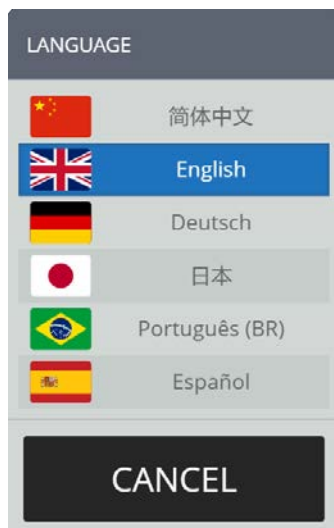 LANGUAGE
简体中文
English
Deutsch
日本
Português (BR)
Español
CANCEL